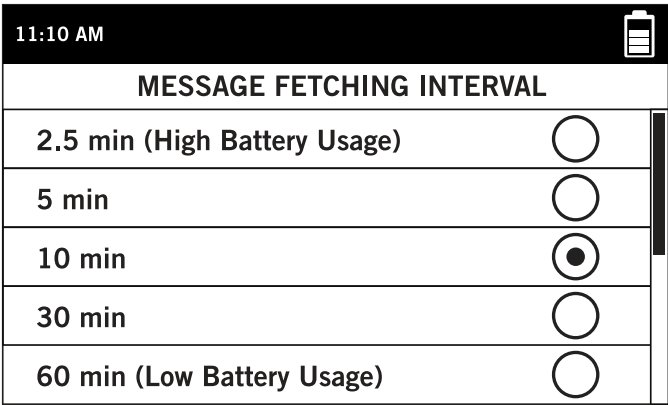 11:10 AM
MESSAGE FETCHING INTERVAL
2.5 min (High Battery Usage)
5 min
10 min
30 min
60 min (Low Battery Usage)